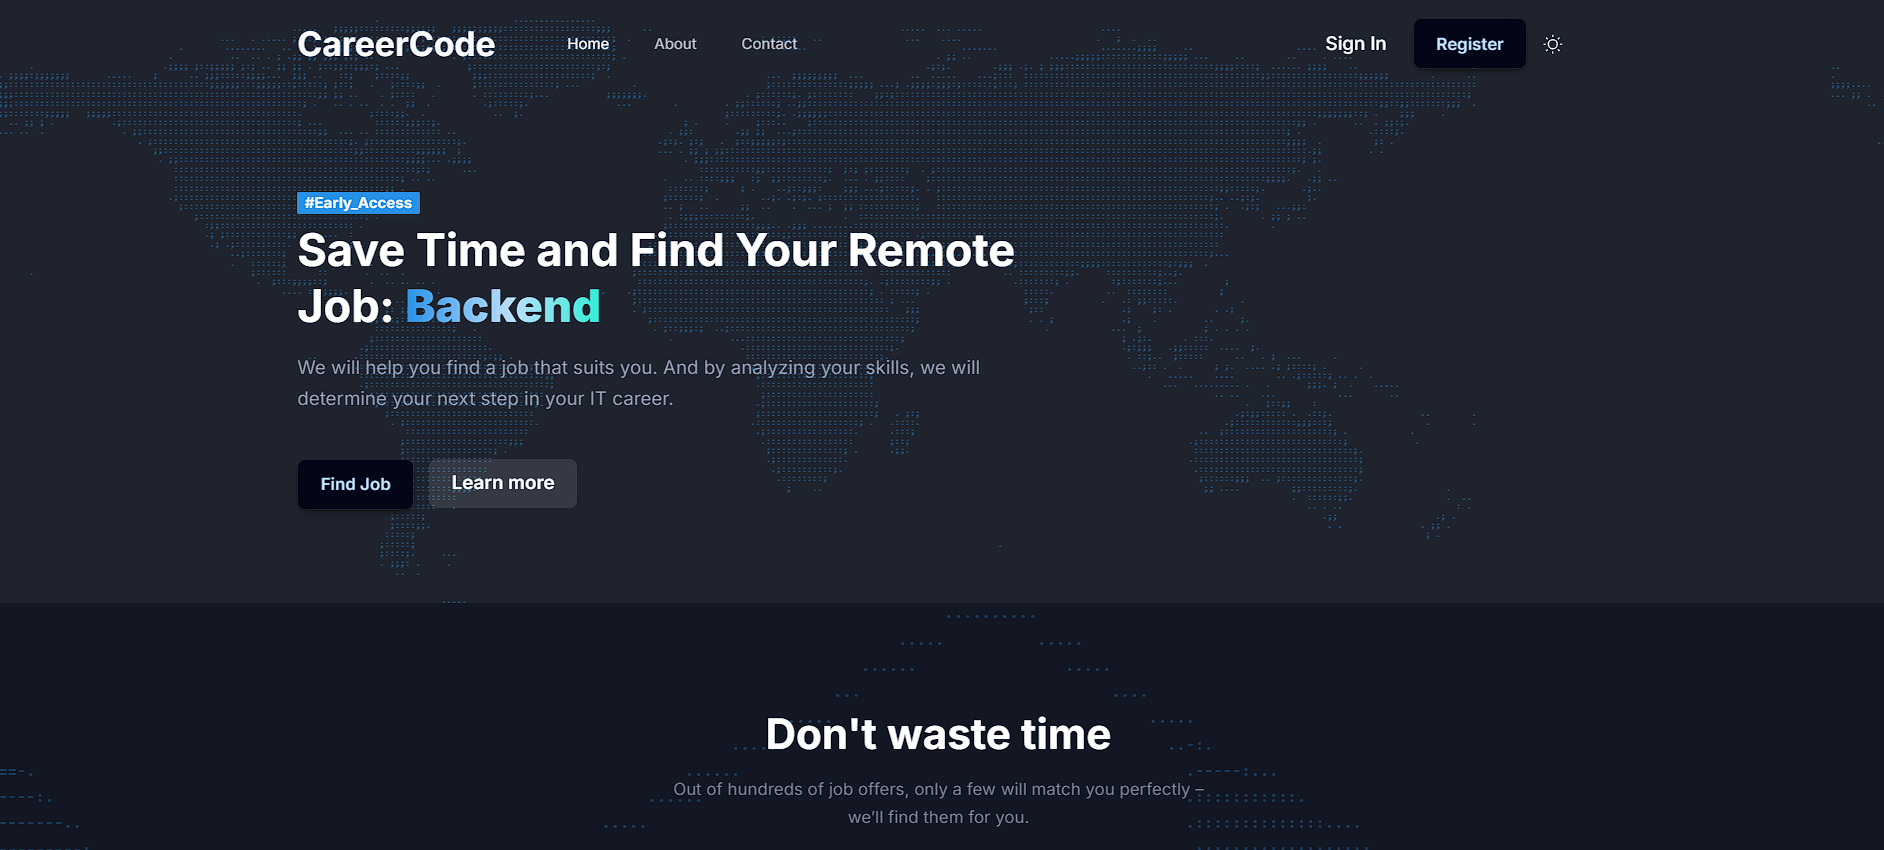 CareerCode
Home
About
Contact
Sign In
Register
#Early_Access
Save Time and Find Your Remote
Job: Backend
We will help you find a job that suits you. And by analyzing your skills, we will
determine your next step in your IT career.
Find Job
Learn more
Don't waste time
Out of hundreds of job offers, only a few will match you perfectly –
we'll find them for you.